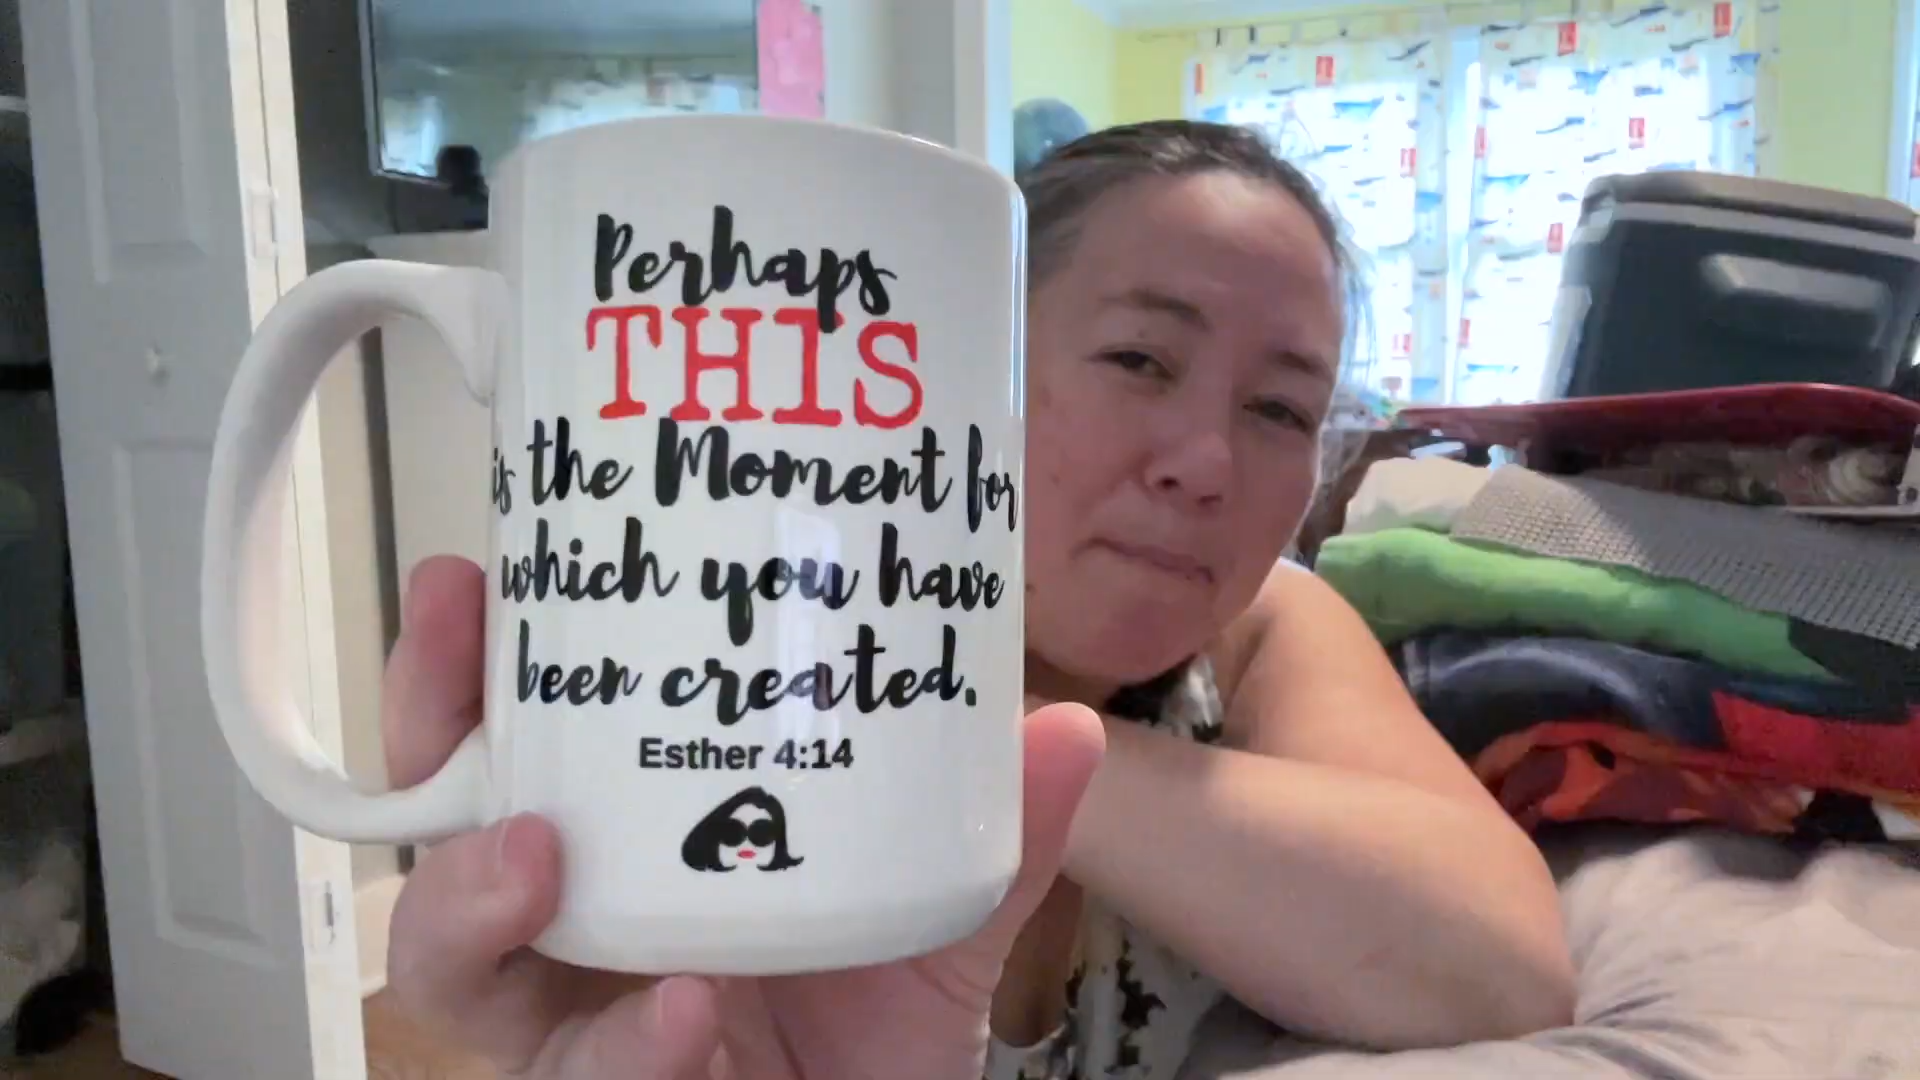 Perhaps
THIS
is the Moment for
which you have
been created.
Esther 4:14